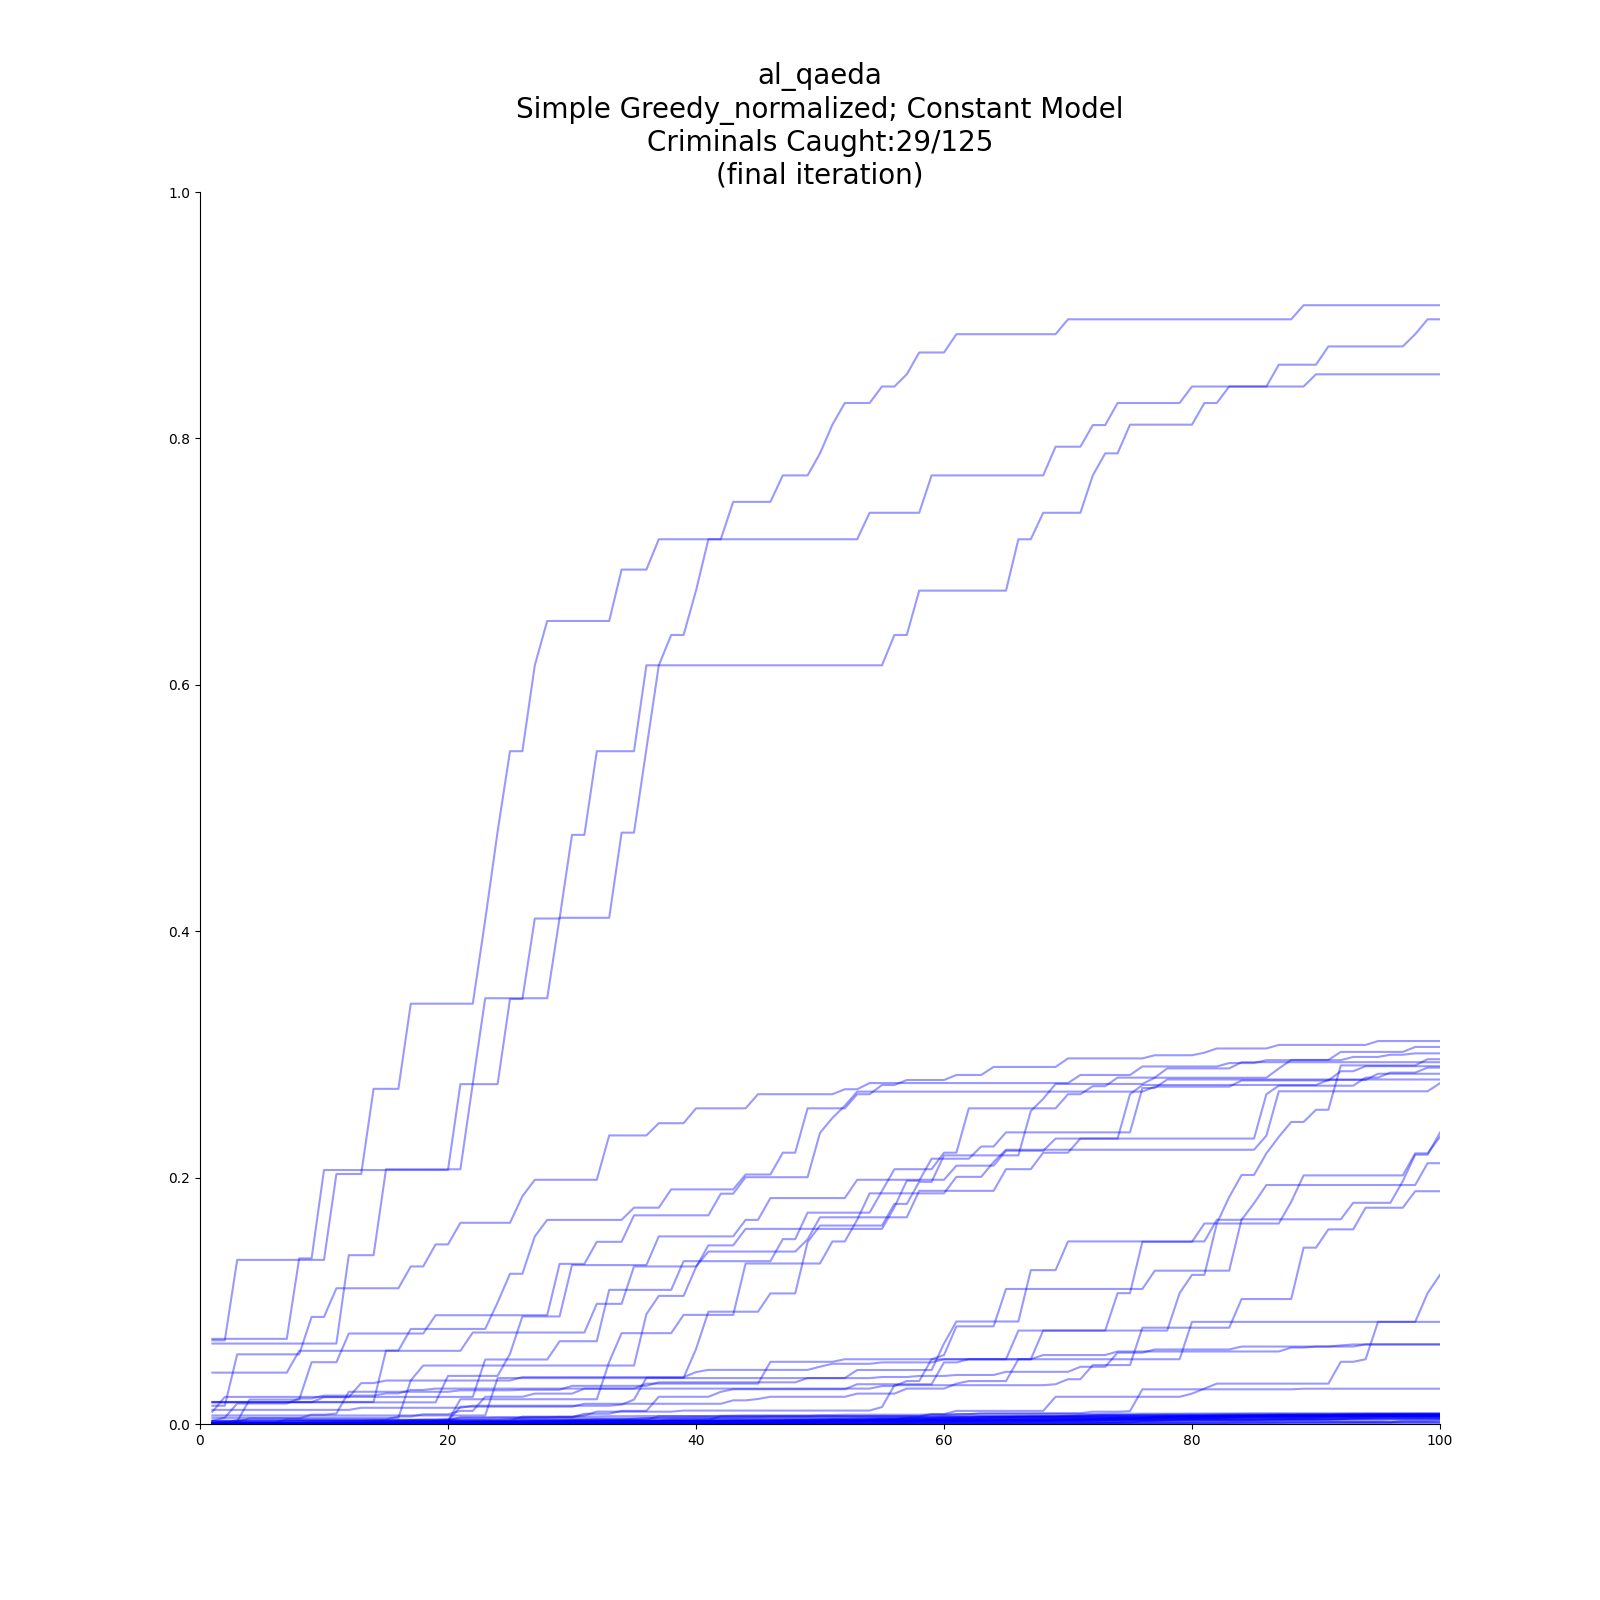 al_qaeda
Simple Greedy_normalized; Constant Model
Criminals Caught:29/125
(final iteration)
1.0
0.8
0.6
0.4
0.2
0.0
0 20 40 60 80 100